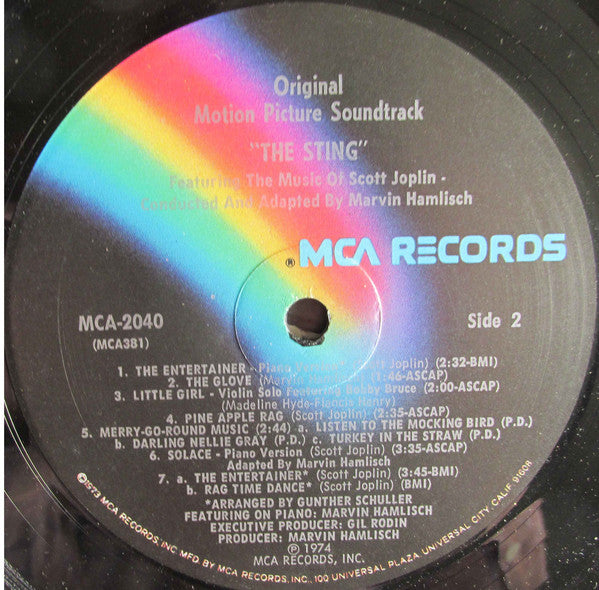 Original
Motion Picture Soundtrack
"THE STING"
Featuring The Music Of Scott Joplin -
Conducted And Adapted By Marvin Hamlisch
® MCA RECORDS
MCA-2040
(MCA381)
Side 2
1. THE ENTERTAINER - Piano Version (Scott Joplin) (2:32-BMI)
2. THE GLOVE (Marvin Hamlisch) (1:46-ASCAP)
3. LITTLE GIRL - Violin Solo Featuring Bobby Bruce (2:00-ASCAP)
(Madeline Hyde-Francis Henry)
4. PINE APPLE RAG (Scott Joplin) (2:35-ASCAP)
5. MERRY-GO-ROUND MUSIC (2:44) a. LISTEN TO THE MOCKING BIRD (P.D.)
b. DARLING NELLIE GRAY (P.D.) c. TURKEY IN THE STRAW (P.D.)
6. SOLACE - Piano Version (Scott Joplin) (3:35-ASCAP)
Adapted By Marvin Hamlisch
7. a. THE ENTERTAINER* (Scott Joplin) (3:45-BMI)
b. RAG TIME DANCE* (Scott Joplin) (BMI)
*ARRANGED BY GUNTHER SCHULLER
FEATURING ON PIANO: MARVIN HAMLISCH
EXECUTIVE PRODUCER: GIL RODIN
PRODUCER: MARVIN HAMLISCH
℗ 1974
MCA RECORDS, INC.
©1973 MCA RECORDS, INC. MFD. BY MCA RECORDS, INC., 100 UNIVERSAL PLAZA UNIVERSAL CITY, CALIF. 91608